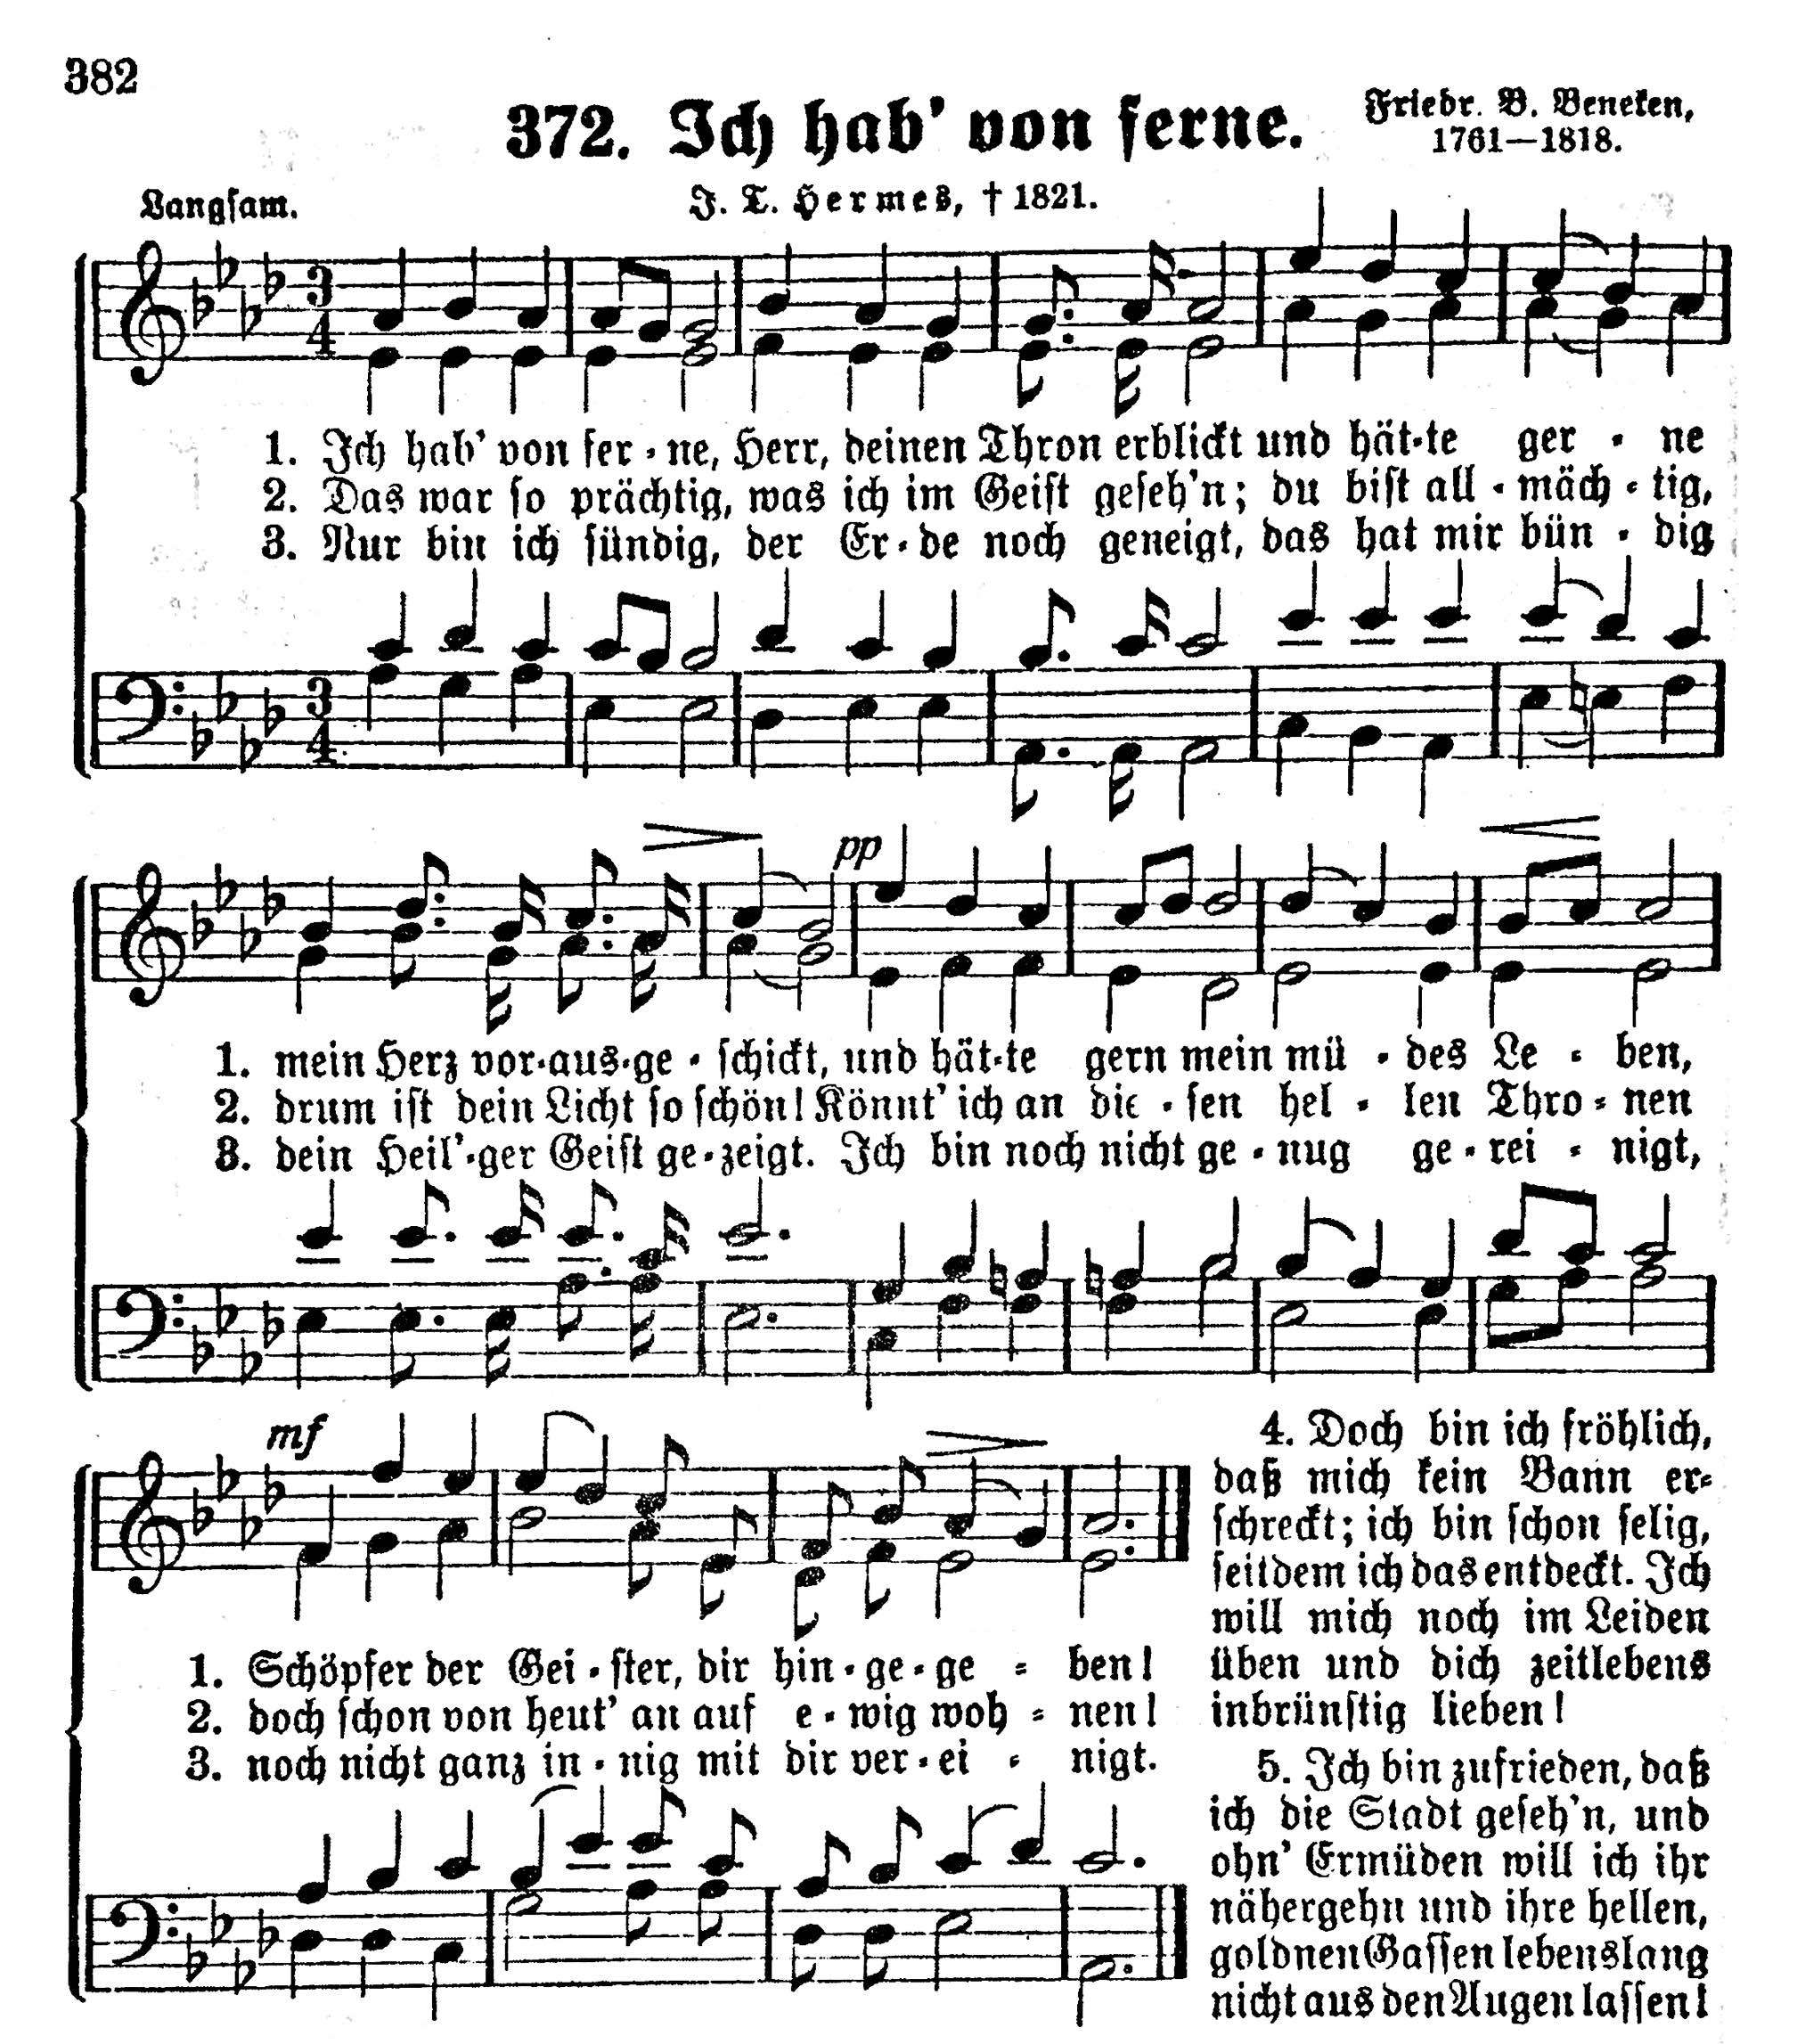 382
372. Ich hab' von ferne.
Friedr. B. Beneken,
1761—1818.
Langsam.
J. T. Hermes, † 1821.
1. Ich hab' von fer - ne, Herr, deinen Thron erblickt und hät-te ger - ne
2. Das war so prächtig, was ich im Geist geseh'n; du bist all - mäch - tig,
3. Nur bin ich sündig, der Er - de noch geneigt, das hat mir bün - dig
pp
1. mein Herz vor-aus-ge - schickt, und hät-te gern mein mü - des Le - ben,
2. drum ist dein Licht so schön! Könnt' ich an die - sen hel - len Thro - nen
3. dein Heil'-ger Geist ge-zeigt. Ich bin noch nicht ge - nug ge - rei - nigt,
mf
1. Schöpfer der Gei - ster, dir hin - ge - ge - ben!
2. doch schon von heut' an auf e - wig woh - nen!
3. noch nicht ganz in - nig mit dir ver - ei - nigt.
4. Doch bin ich fröhlich,
daß mich kein Bann er-
schreckt; ich bin schon selig,
seitdem ich das entdeckt. Ich
will mich noch im Leiden
üben und dich zeitlebens
inbrünstig lieben!
5. Ich bin zufrieden, daß
ich die Stadt geseh'n, und
ohn' Ermüden will ich ihr
nähergehn und ihre hellen,
goldnen Gassen lebenslang
nicht aus den Augen lassen!